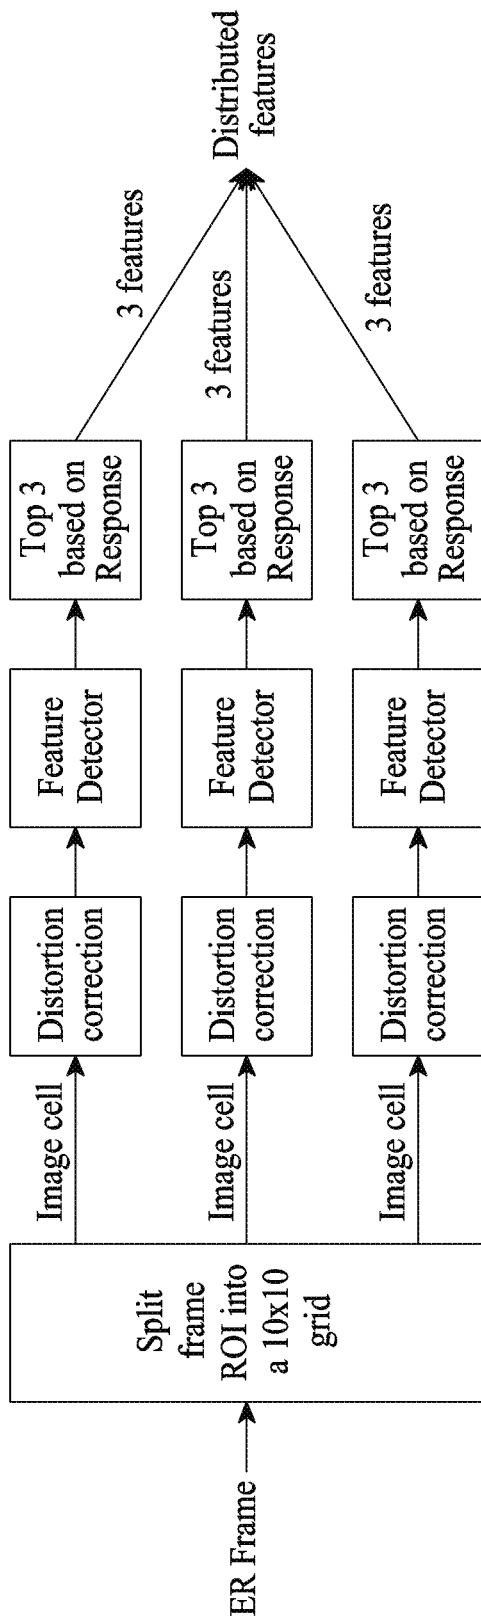 ER Frame
Split
frame
ROI into
a 10x10
grid
Image cell
Distortion
correction
Feature
Detector
Top 3
based on
Response
3 features
Image cell
Distortion
correction
Feature
Detector
Top 3
based on
Response
3 features
Image cell
Distortion
correction
Feature
Detector
Top 3
based on
Response
3 features
Distributed
features